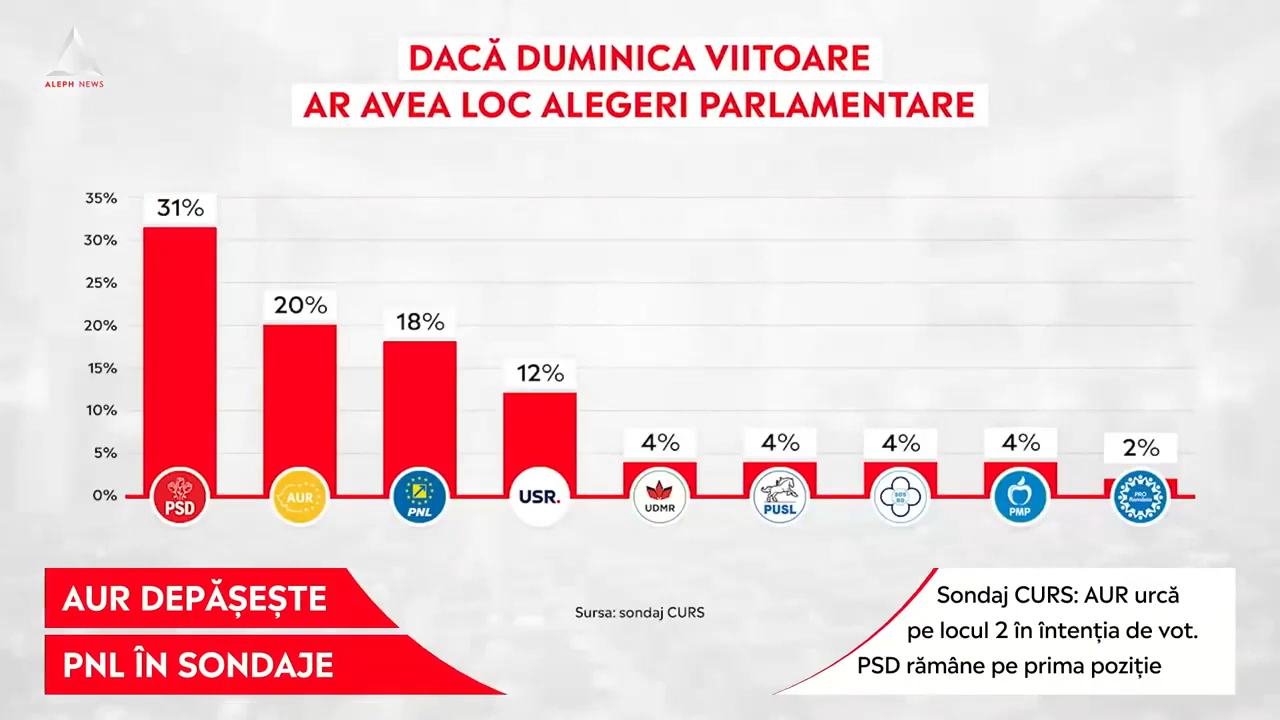 ALEPH NEWS
DACĂ DUMINICA VIITOARE
AR AVEA LOC ALEGERI PARLAMENTARE
35%
30%
25%
20%
15%
10%
5%
0%
31%
20%
18%
12%
4%
4%
4%
4%
2%
PSD
AUR
PNL
USR.
UDMR
PUSL
SOS
RO
PMP
PRO
România
AUR DEPĂȘEȘTE
PNL ÎN SONDAJE
Sursa: sondaj CURS
Sondaj CURS: AUR urcă
pe locul 2 în intenția de vot.
PSD rămâne pe prima poziție